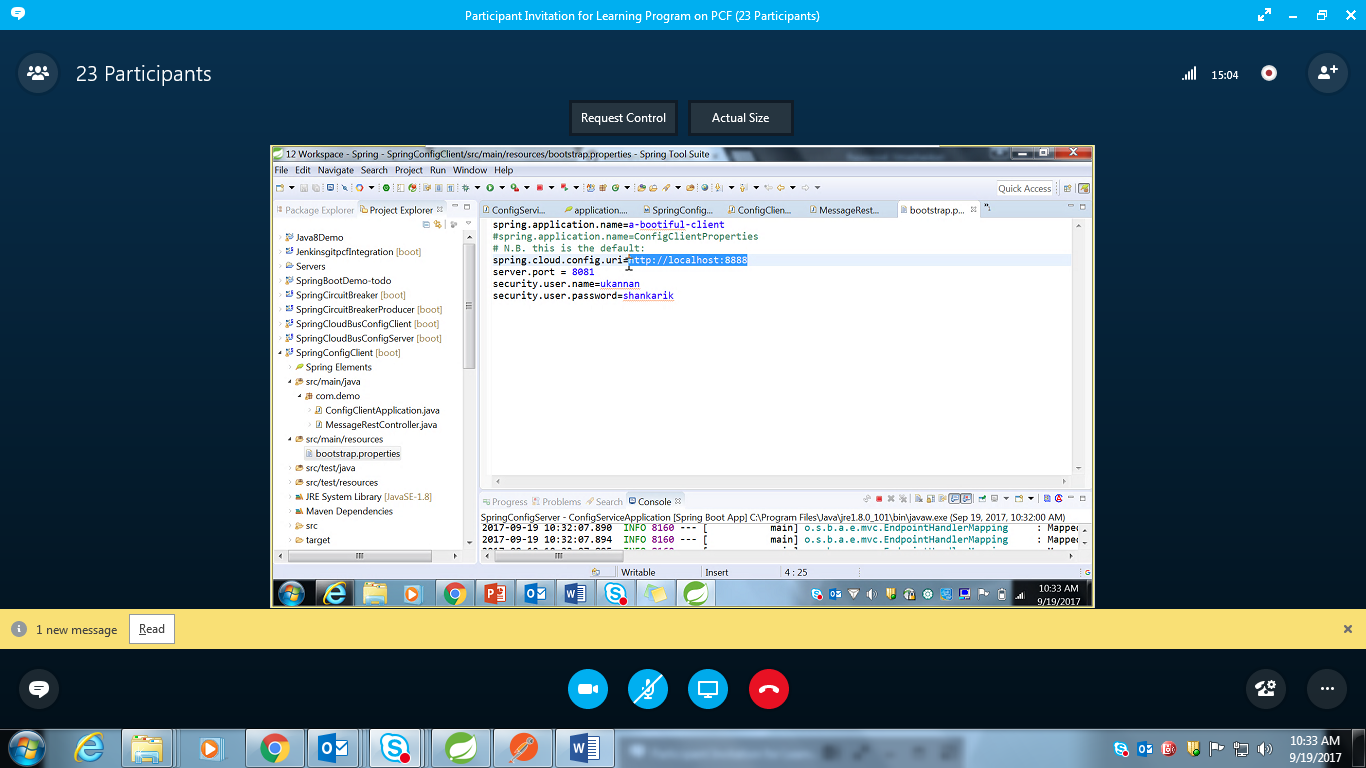 Participant Invitation for Learning Program on PCF (23 Participants)
23 Participants
15:04
Request Control
Actual Size
12 Workspace - Spring - SpringConfigClient/src/main/resources/bootstrap.properties - Spring Tool Suite
File Edit Navigate Search Project Run Window Help
Quick Access
Package Explorer
Project Explorer
ConfigServi...
application....
SpringConfig...
ConfigClien...
MessageRest...
bootstrap.p...
Java8Demo
JenkinsgitpcfIntegration [boot]
Servers
SpringBootDemo-todo
SpringCircuitBreaker [boot]
SpringCircuitBreakerProducer [boot]
SpringCloudBusConfigClient [boot]
SpringCloudBusConfigServer [boot]
SpringConfigClient [boot]
Spring Elements
src/main/java
com.demo
ConfigClientApplication.java
MessageRestController.java
src/main/resources
bootstrap.properties
src/test/java
src/test/resources
JRE System Library [JavaSE-1.8]
Maven Dependencies
src
target
spring.application.name=a-bootiful-client
#spring.application.name=ConfigClientProperties
# N.B. this is the default:
spring.cloud.config.uri=http://localhost:8888
server.port = 8081
security.user.name=ukannan
security.user.password=shankarik
Progress
Problems
Search
Console
SpringConfigServer - ConfigServiceApplication [Spring Boot App] C:\Program Files\Java\jre1.8.0_101\bin\javaw.exe (Sep 19, 2017, 10:32:00 AM)
2017-09-19 10:32:07.890 INFO 8160 --- [ main] o.s.b.a.e.mvc.EndpointHandlerMapping : Mapped
2017-09-19 10:32:07.894 INFO 8160 --- [ main] o.s.b.a.e.mvc.EndpointHandlerMapping : Mapped
Writable
Insert
4 : 25
10:33 AM
9/19/2017
1 new message
Read
10:33 AM
9/19/2017